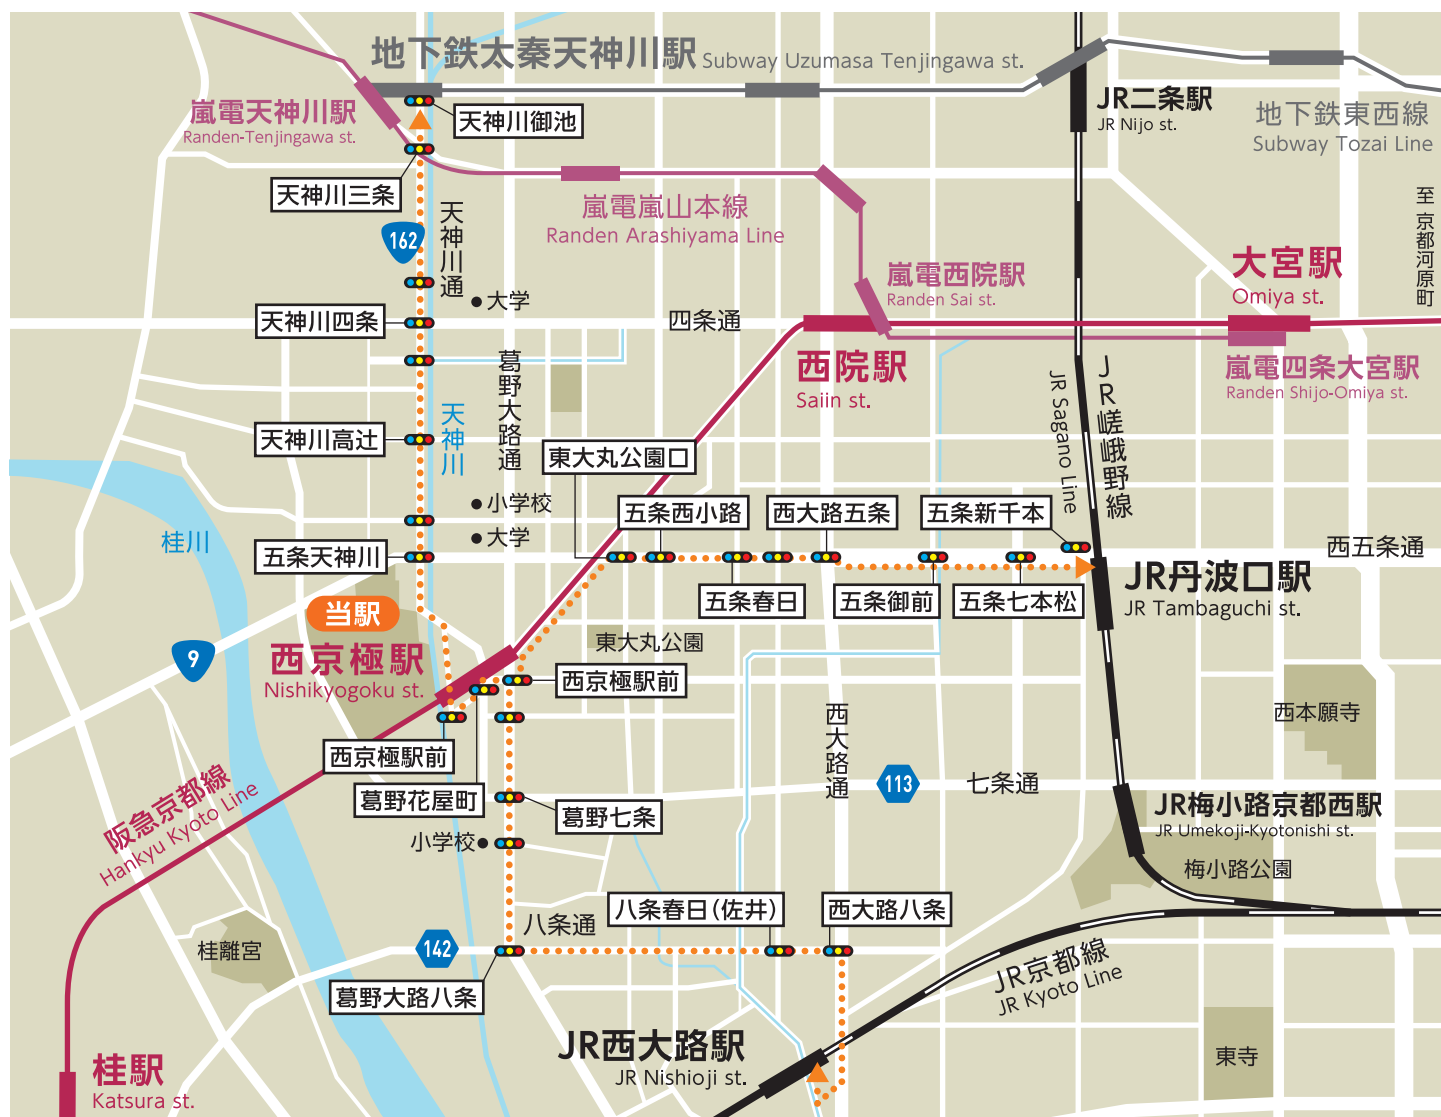 地下鉄太秦天神川駅
Subway Uzumasa Tenjingawa st.
嵐電天神川駅
Randen-Tenjingawa st.
天神川御池
JR二条駅
JR Nijo st.
地下鉄東西線
Subway Tozai Line
天神川三条
嵐電嵐山本線
Randen Arashiyama Line
162
天神川通
至 京都河原町
大宮駅
Omiya st.
嵐電西院駅
Randen Sai st.
大学
天神川四条
四条通
西院駅
Saiin st.
嵐電四条大宮駅
Randen Shijo-Omiya st.
葛野大路通
JR嵯峨野線
JR Sagano Line
天神川
天神川高辻
東大丸公園口
小学校
大学
五条西小路
西大路五条
五条新千本
桂川
五条天神川
西五条通
五条春日
五条御前
五条七本松
JR丹波口駅
JR Tambaguchi st.
当駅
西京極駅
Nishikyogoku st.
9
東大丸公園
西京極駅前
西京極駅前
西大路通
西本願寺
113
七条通
葛野花屋町
葛野七条
阪急京都線
Hankyu Kyoto Line
小学校
JR梅小路京都西駅
JR Umekoji-Kyotonishi st.
梅小路公園
八条春日(佐井)
西大路八条
八条通
142
桂離宮
葛野大路八条
JR京都線
JR Kyoto Line
JR西大路駅
JR Nishioji st.
東寺
桂駅
Katsura st.